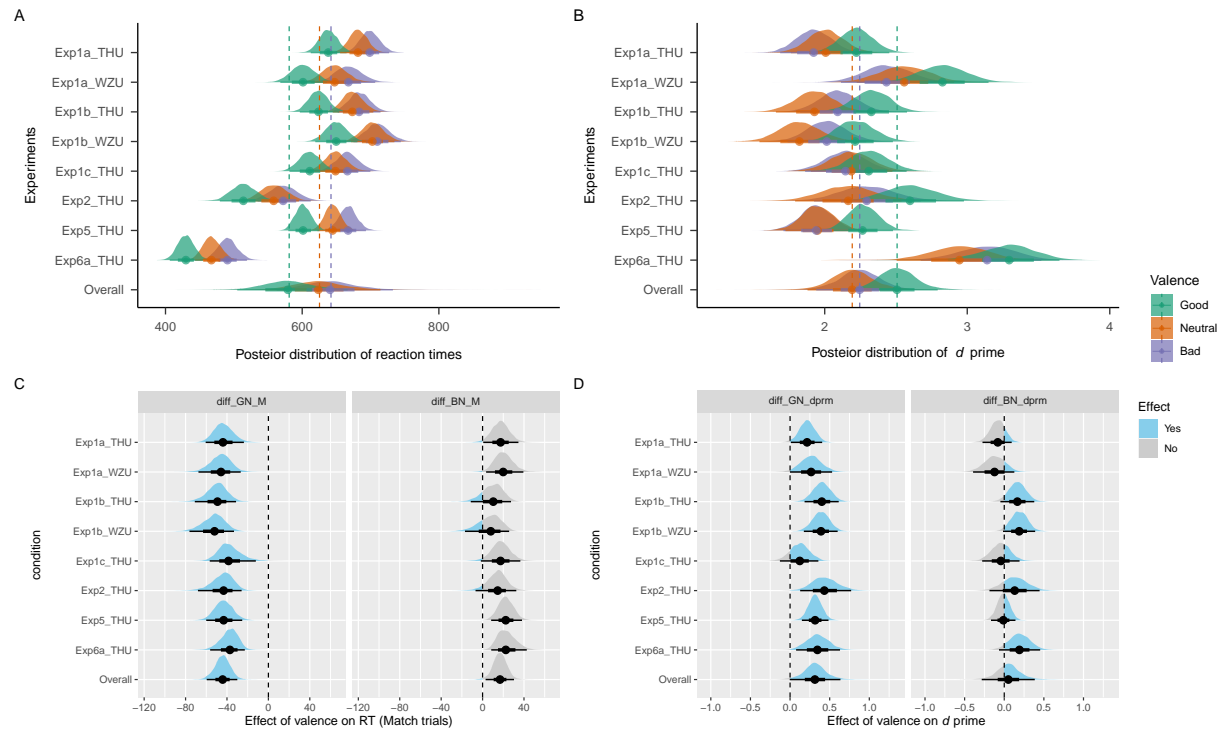 A
Exp1a_THU
Exp1a_WZU
Exp1b_THU
Exp1b_WZU
Exp1c_THU
Exp2_THU
Exp5_THU
Exp6a_THU
Overall
Experiments
400 600 800
Posteior distribution of reaction times
B
Exp1a_THU
Exp1a_WZU
Exp1b_THU
Exp1b_WZU
Exp1c_THU
Exp2_THU
Exp5_THU
Exp6a_THU
Overall
Experiments
2 3 4
Posterior distribution of d prime
Valence
Good
Neutral
Bad
C
diff_GN_M diff_BN_M
Exp1a_THU
Exp1a_WZU
Exp1b_THU
Exp1b_WZU
Exp1c_THU
Exp2_THU
Exp5_THU
Exp6a_THU
Overall
condition
−120 −80 −40 0 40 −120 −80 −40 0 40
Effect of valence on RT (Match trials)
D
diff_GN_dprm diff_BN_dprm
Exp1a_THU
Exp1a_WZU
Exp1b_THU
Exp1b_WZU
Exp1c_THU
Exp2_THU
Exp5_THU
Exp6a_THU
Overall
condition
−1.0 −0.5 0.0 0.5 1.0 −1.0 −0.5 0.0 0.5 1.0
Effect of valence on d prime
Effect
Yes
No